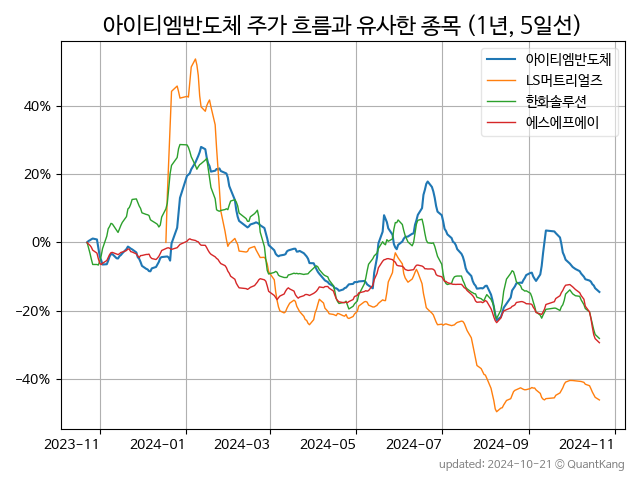 아이티엠반도체 주가 흐름과 유사한 종목 (1년, 5일선)
아이티엠반도체
LS머트리얼즈
한화솔루션
에스에프에이
40%
20%
0%
−20%
−40%
2023−11
2024−01
2024−03
2024−05
2024−07
2024−09
2024−11
updated: 2024-10-21 © QuantKang